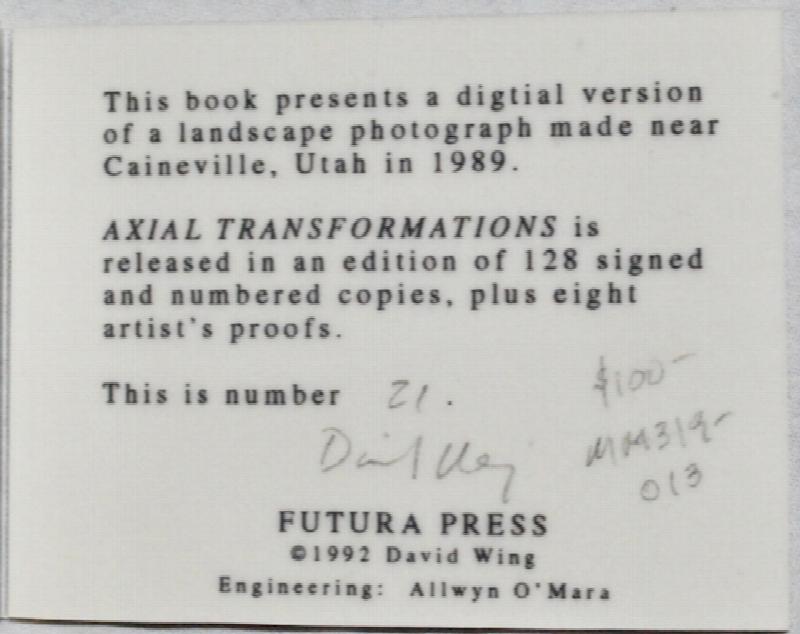 This book presents a digtial version
of a landscape photograph made near
Caineville, Utah in 1989.
AXIAL TRANSFORMATIONS is
released in an edition of 128 signed
and numbered copies, plus eight
artist's proofs.
This is number 21.
$100-
MM319-
013
David Wing
FUTURA PRESS
©1992 David Wing
Engineering: Allwyn O'Mara